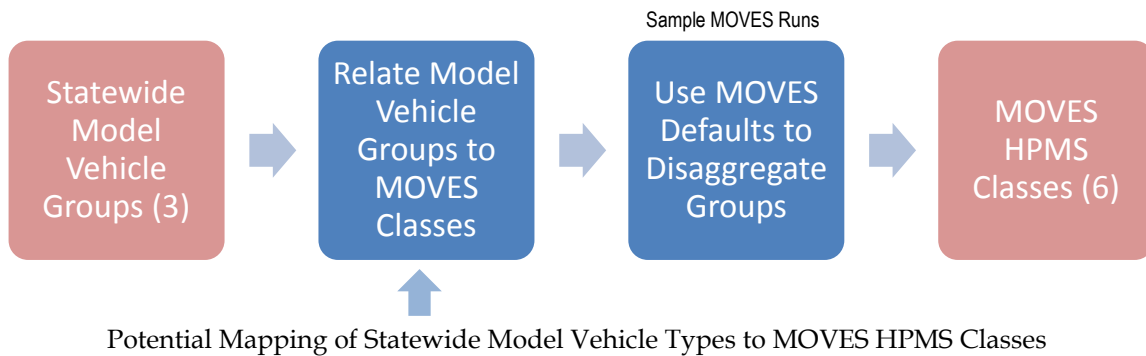 Sample MOVES Runs
Statewide
Model
Vehicle
Groups (3)
Relate Model
Vehicle
Groups to
MOVES
Classes
Use MOVES
Defaults to
Disaggregate
Groups
MOVES
HPMS
Classes (6)
Potential Mapping of Statewide Model Vehicle Types to MOVES HPMS Classes